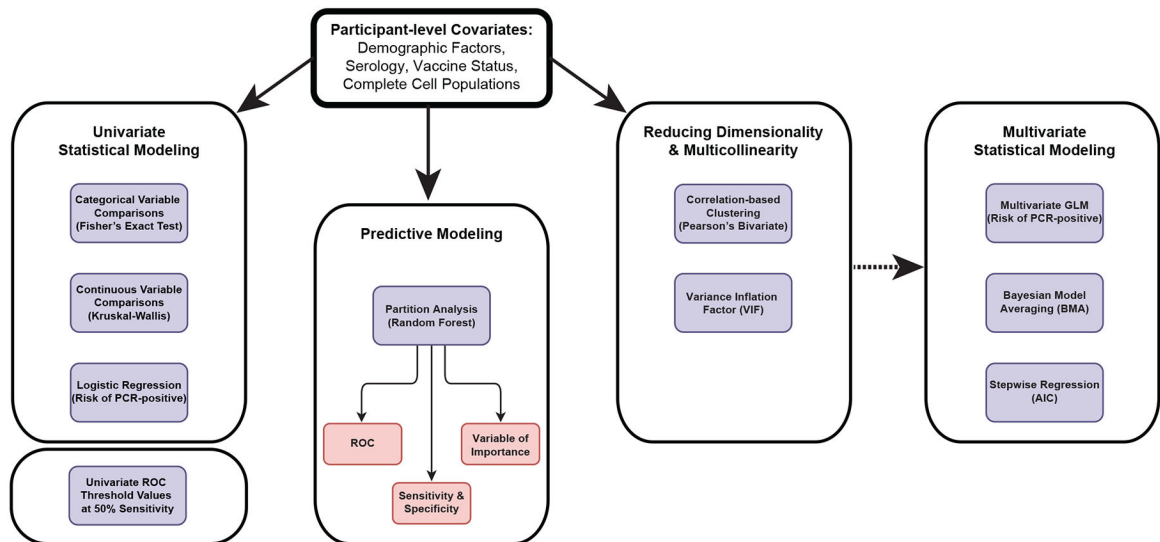 Participant-level Covariates:
Demographic Factors,
Serology, Vaccine Status,
Complete Cell Populations
Univariate
Statistical Modeling
Categorical Variable
Comparisons
(Fisher's Exact Test)
Continuous Variable
Comparisons
(Kruskal-Wallis)
Logistic Regression
(Risk of PCR-positive)
Univariate ROC
Threshold Values
at 50% Sensitivity
Predictive Modeling
Partition Analysis
(Random Forest)
ROC
Variable of
Importance
Sensitivity &
Specificity
Reducing Dimensionality
& Multicollinearity
Correlation-based
Clustering
(Pearson's Bivariate)
Variance Inflation
Factor (VIF)
Multivariate
Statistical Modeling
Multivariate GLM
(Risk of PCR-positive)
Bayesian Model
Averaging (BMA)
Stepwise Regression
(AIC)